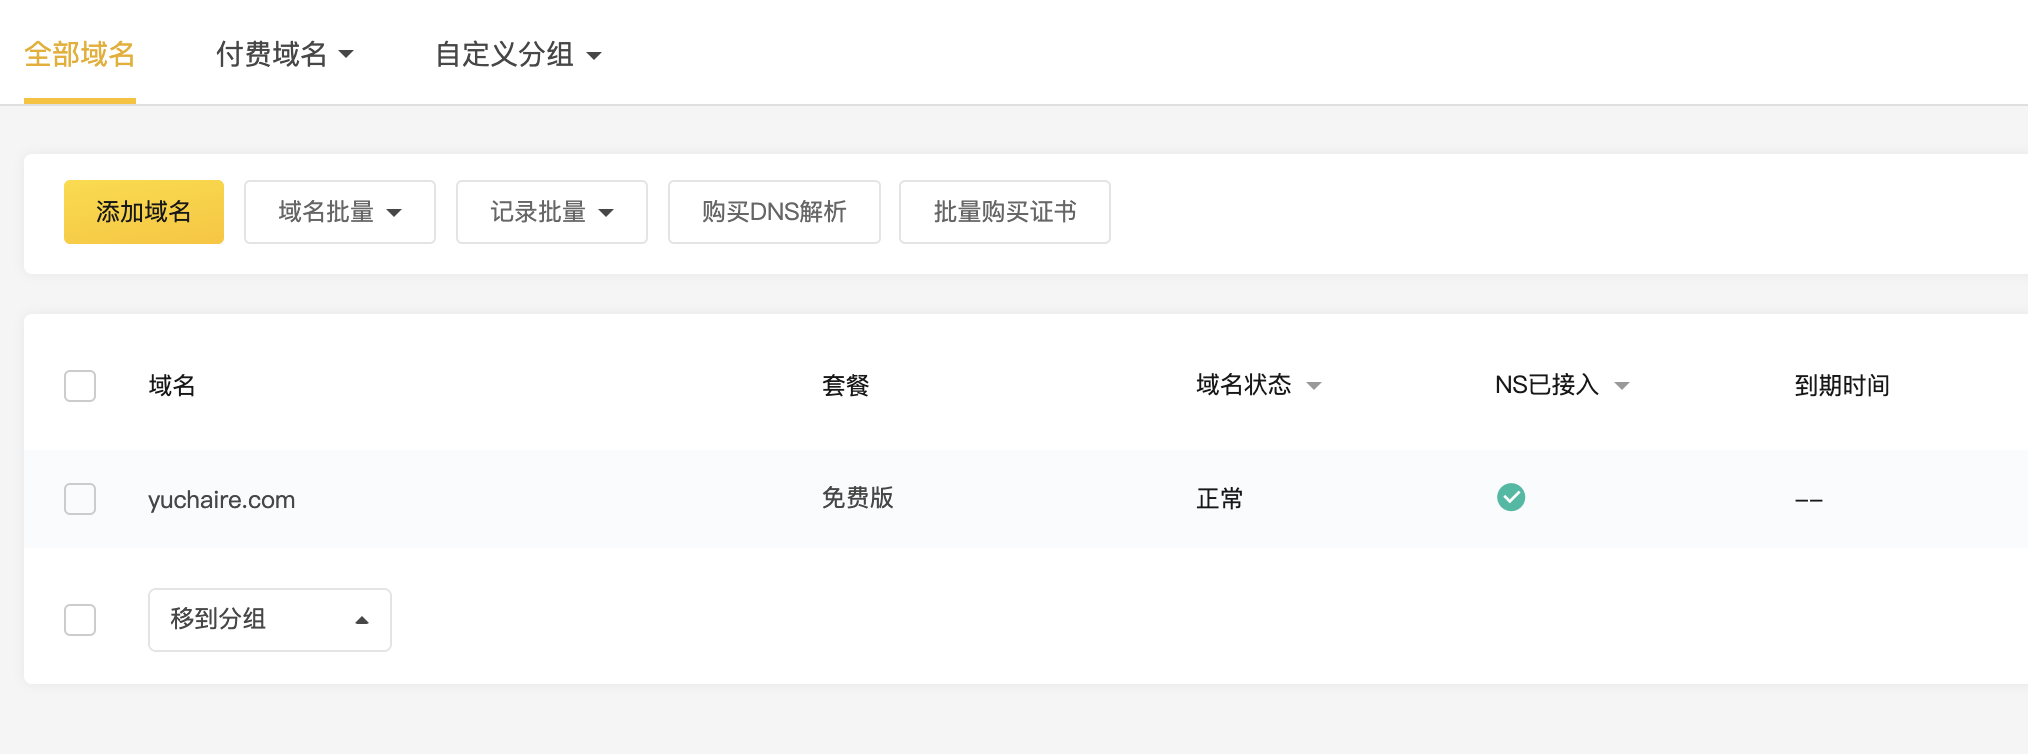 全部域名 付费域名 自定义分组
添加域名 域名批量 记录批量 购买DNS解析 批量购买证书
域名 套餐 域名状态 NS已接入 到期时间
yuchaire.com 免费版 正常 --
移到分组